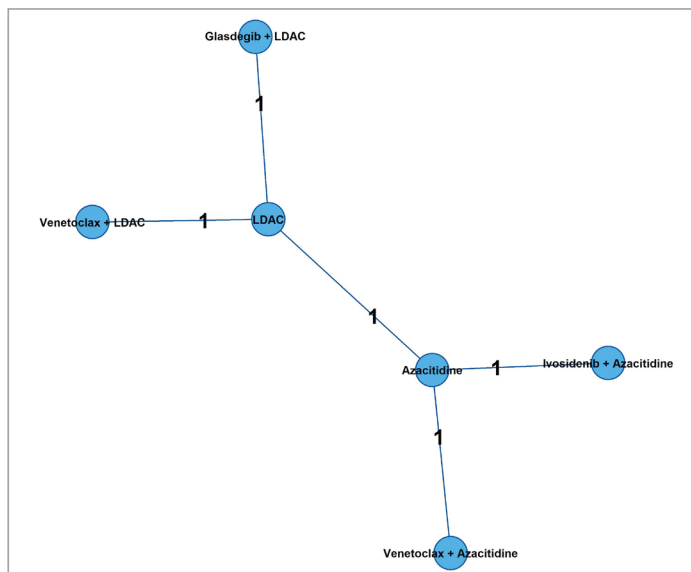 Glasdegib + LDAC
1
Venetoclax + LDAC
1
LDAC
1
Azacitidine
1
Ivosidenib + Azacitidine
1
Venetoclax + Azacitidine